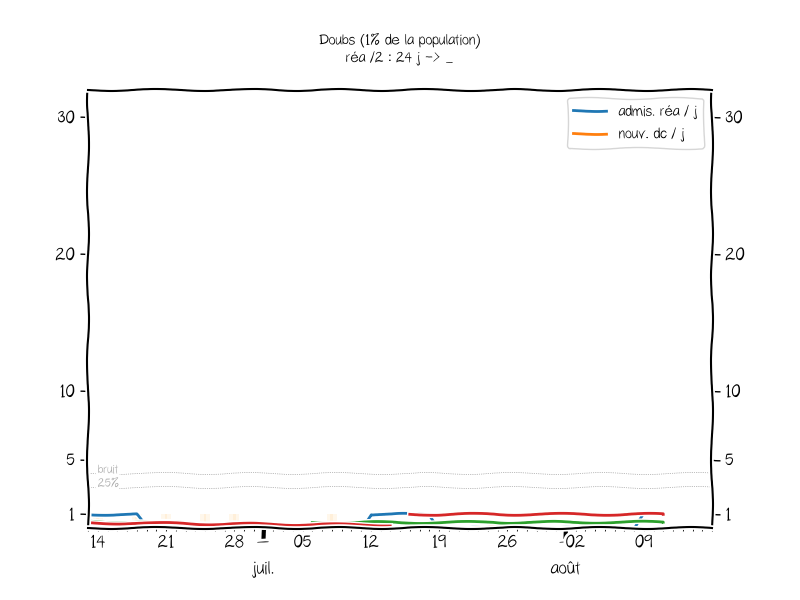 Doubs (1% de la population)
réa /2 : 24 j -> _
admis. réa / j
nouv. dc / j
30
30
20
20
10
10
5
5
bruit
25%
1
1
14 21 28 05 12 19 26 02 09
juil. août